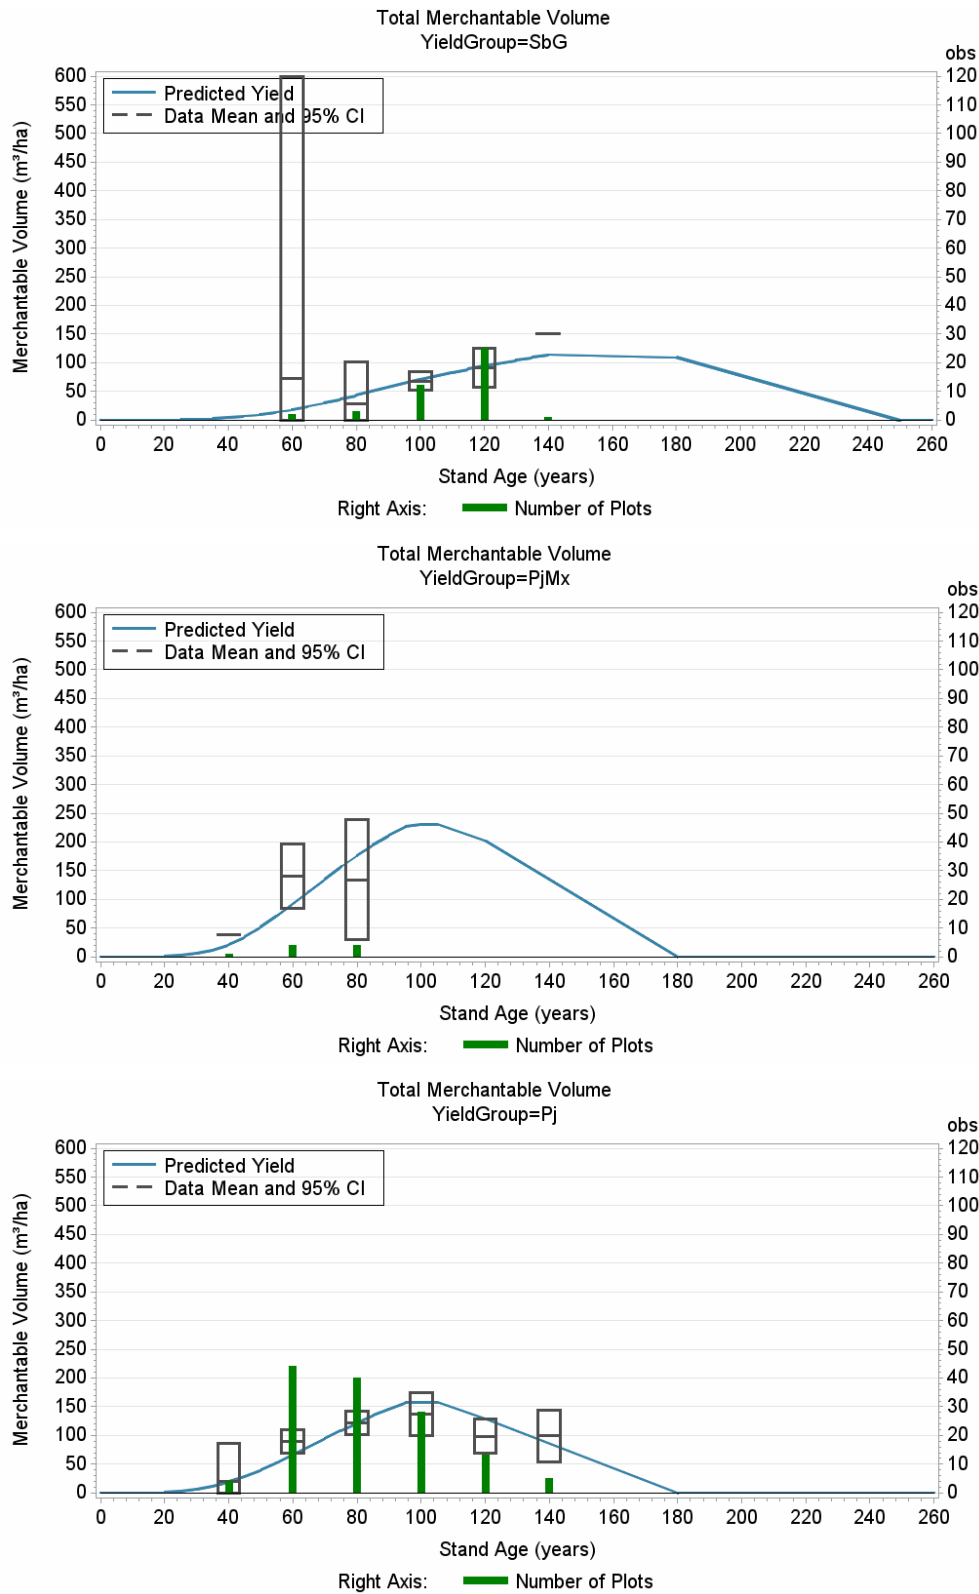 Total Merchantable Volume
YieldGroup=SbG
obs
Merchantable Volume (m³/ha)
600
550
500
450
400
350
300
250
200
150
100
50
0
Predicted Yield
Data Mean and 95% CI
120
110
100
90
80
70
60
50
40
30
20
10
0
0 20 40 60 80 100 120 140 160 180 200 220 240 260
Stand Age (years)
Right Axis: Number of Plots
Total Merchantable Volume
YieldGroup=PjMx
obs
Merchantable Volume (m³/ha)
600
550
500
450
400
350
300
250
200
150
100
50
0
Predicted Yield
Data Mean and 95% CI
120
110
100
90
80
70
60
50
40
30
20
10
0
0 20 40 60 80 100 120 140 160 180 200 220 240 260
Stand Age (years)
Right Axis: Number of Plots
Total Merchantable Volume
YieldGroup=Pj
obs
Merchantable Volume (m³/ha)
600
550
500
450
400
350
300
250
200
150
100
50
0
Predicted Yield
Data Mean and 95% CI
120
110
100
90
80
70
60
50
40
30
20
10
0
0 20 40 60 80 100 120 140 160 180 200 220 240 260
Stand Age (years)
Right Axis: Number of Plots